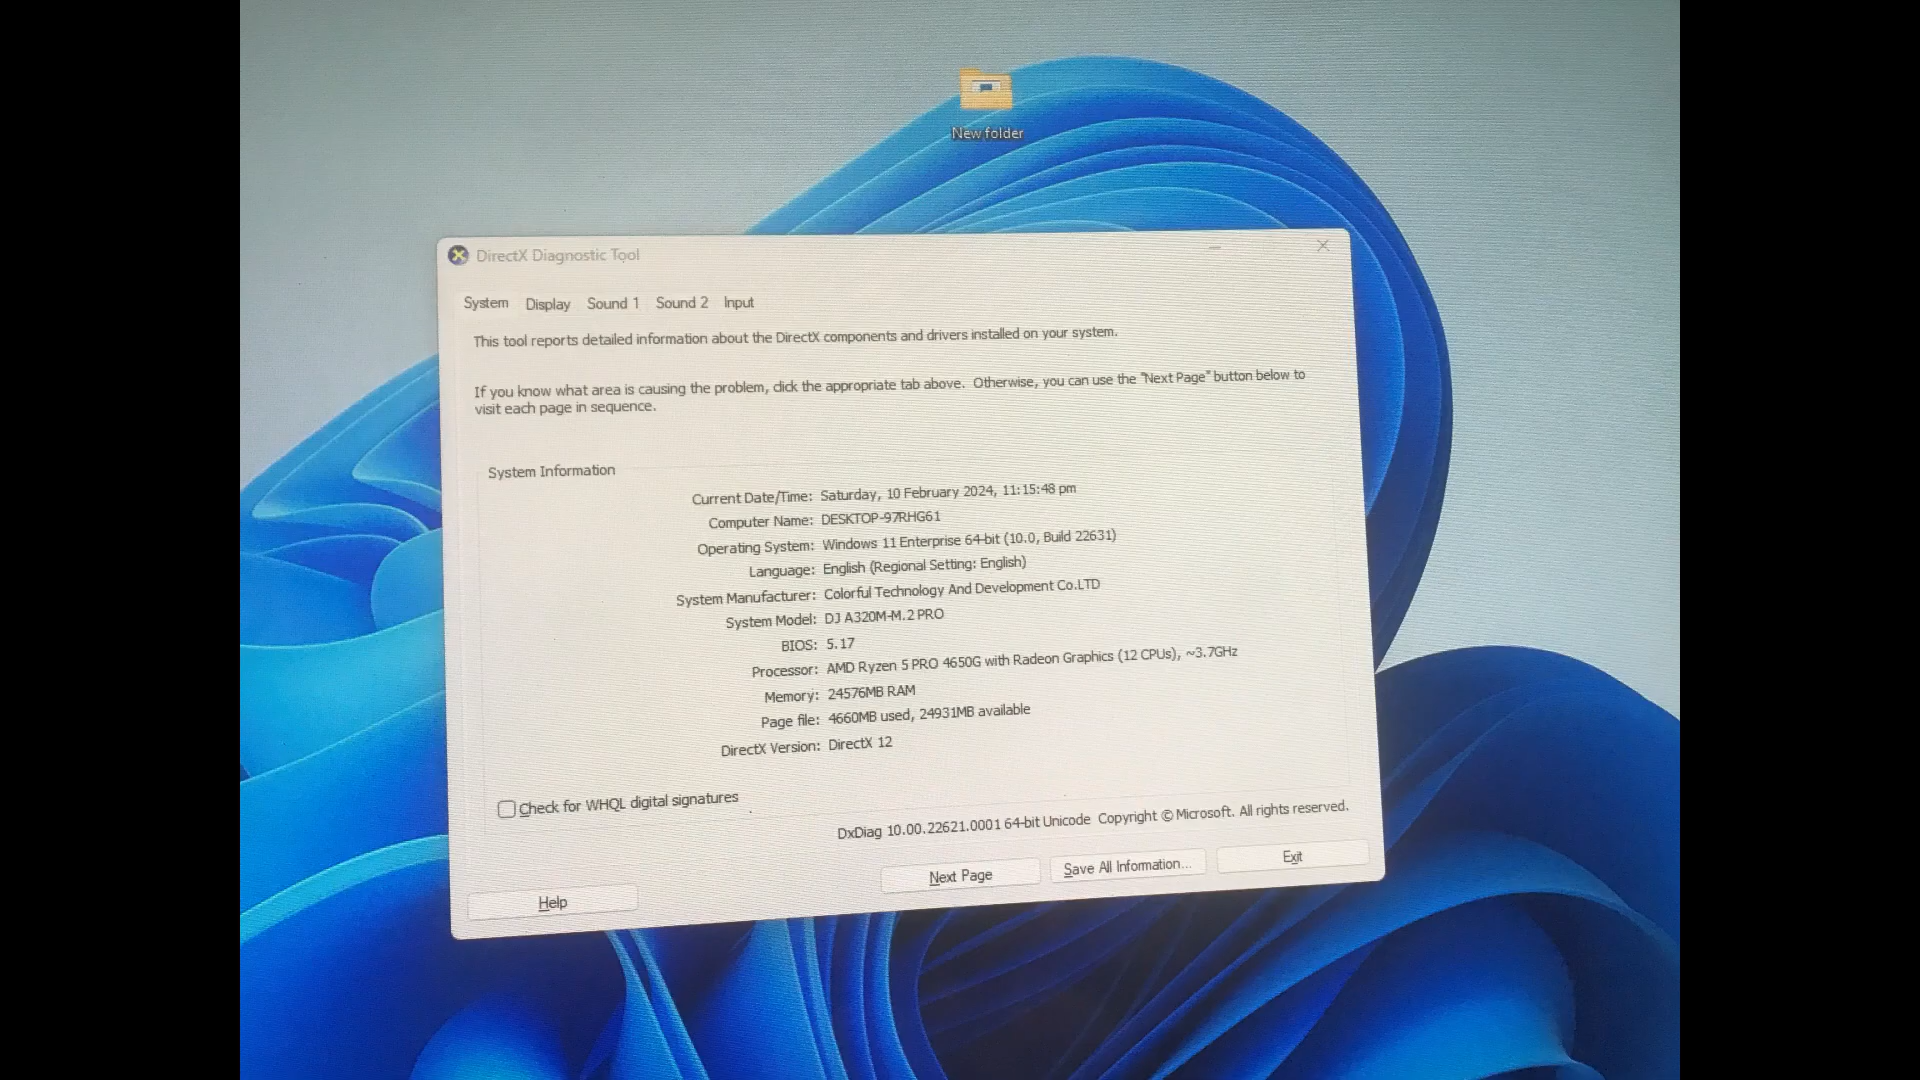 New folder
DirectX Diagnostic Tool
System Display Sound 1 Sound 2 Input
This tool reports detailed information about the DirectX components and drivers installed on your system.
If you know what area is causing the problem, click the appropriate tab above. Otherwise, you can use the "Next Page" button below to
visit each page in sequence.
System Information
Current Date/Time: Saturday, 10 February 2024, 11:15:48 pm
Computer Name: DESKTOP-97RHG61
Operating System: Windows 11 Enterprise 64-bit (10.0, Build 22631)
Language: English (Regional Setting: English)
System Manufacturer: Colorful Technology And Development Co.LTD
System Model: DJ A320M-M.2 PRO
BIOS: 5.17
Processor: AMD Ryzen 5 PRO 4650G with Radeon Graphics (12 CPUs), ~3.7GHz
Memory: 24576MB RAM
Page file: 4660MB used, 24931MB available
DirectX Version: DirectX 12
Check for WHQL digital signatures
DxDiag 10.00.22621.0001 64-bit Unicode Copyright © Microsoft. All rights reserved.
Help Next Page Save All Information... Exit